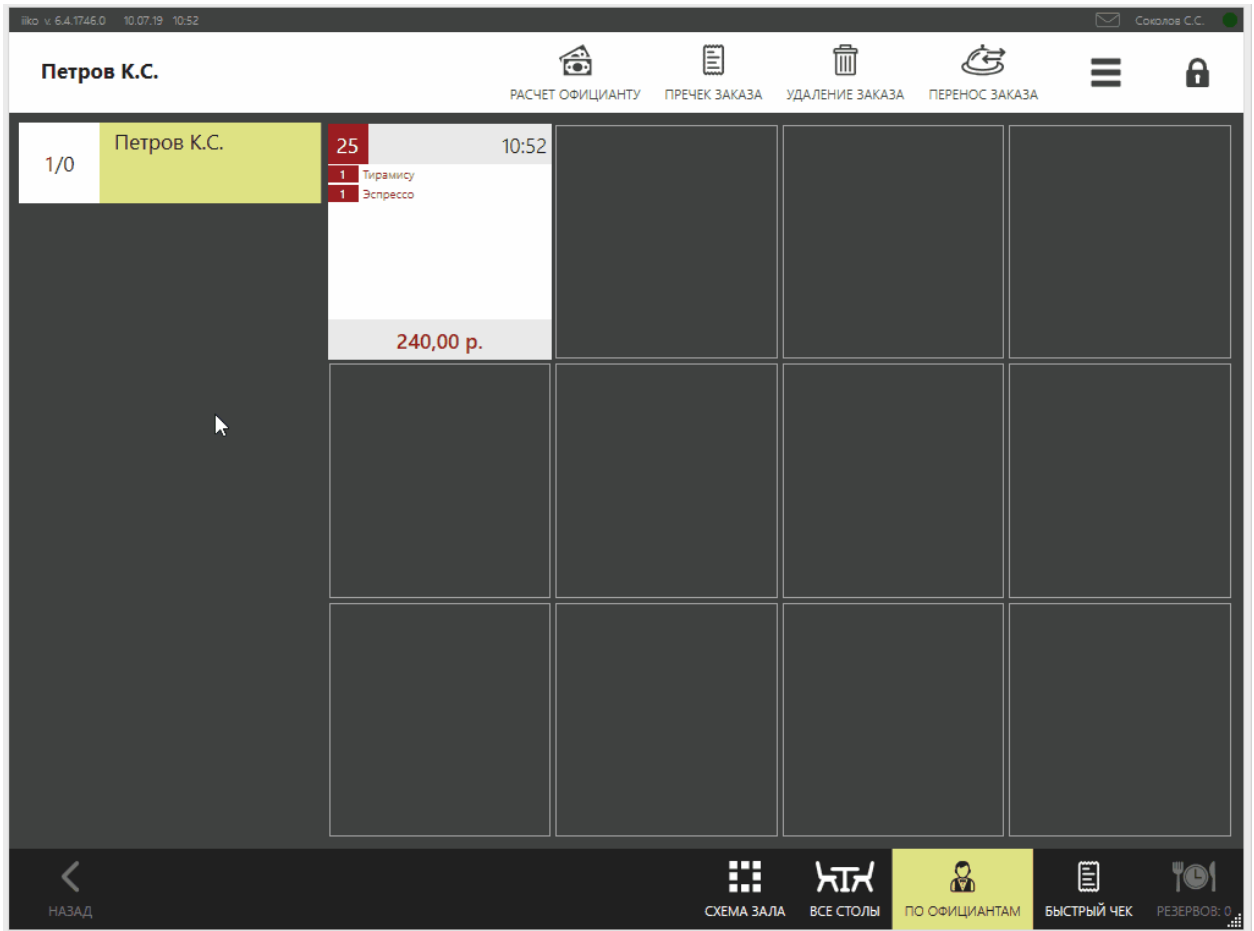 iiko v. 6.4.1746.0 10.07.19 10:52 Соколов С.С.
Петров К.С.
РАСЧЕТ ОФИЦИАНТУ ПРЕЧЕК ЗАКАЗА УДАЛЕНИЕ ЗАКАЗА ПЕРЕНОС ЗАКАЗА
1/0 Петров К.С.
25 10:52
1 Тирамису
1 Эспрессо
240,00 р.
НАЗАД СХЕМА ЗАЛА ВСЕ СТОЛЫ ПО ОФИЦИАНТАМ БЫСТРЫЙ ЧЕК РЕЗЕРВОВ: 0